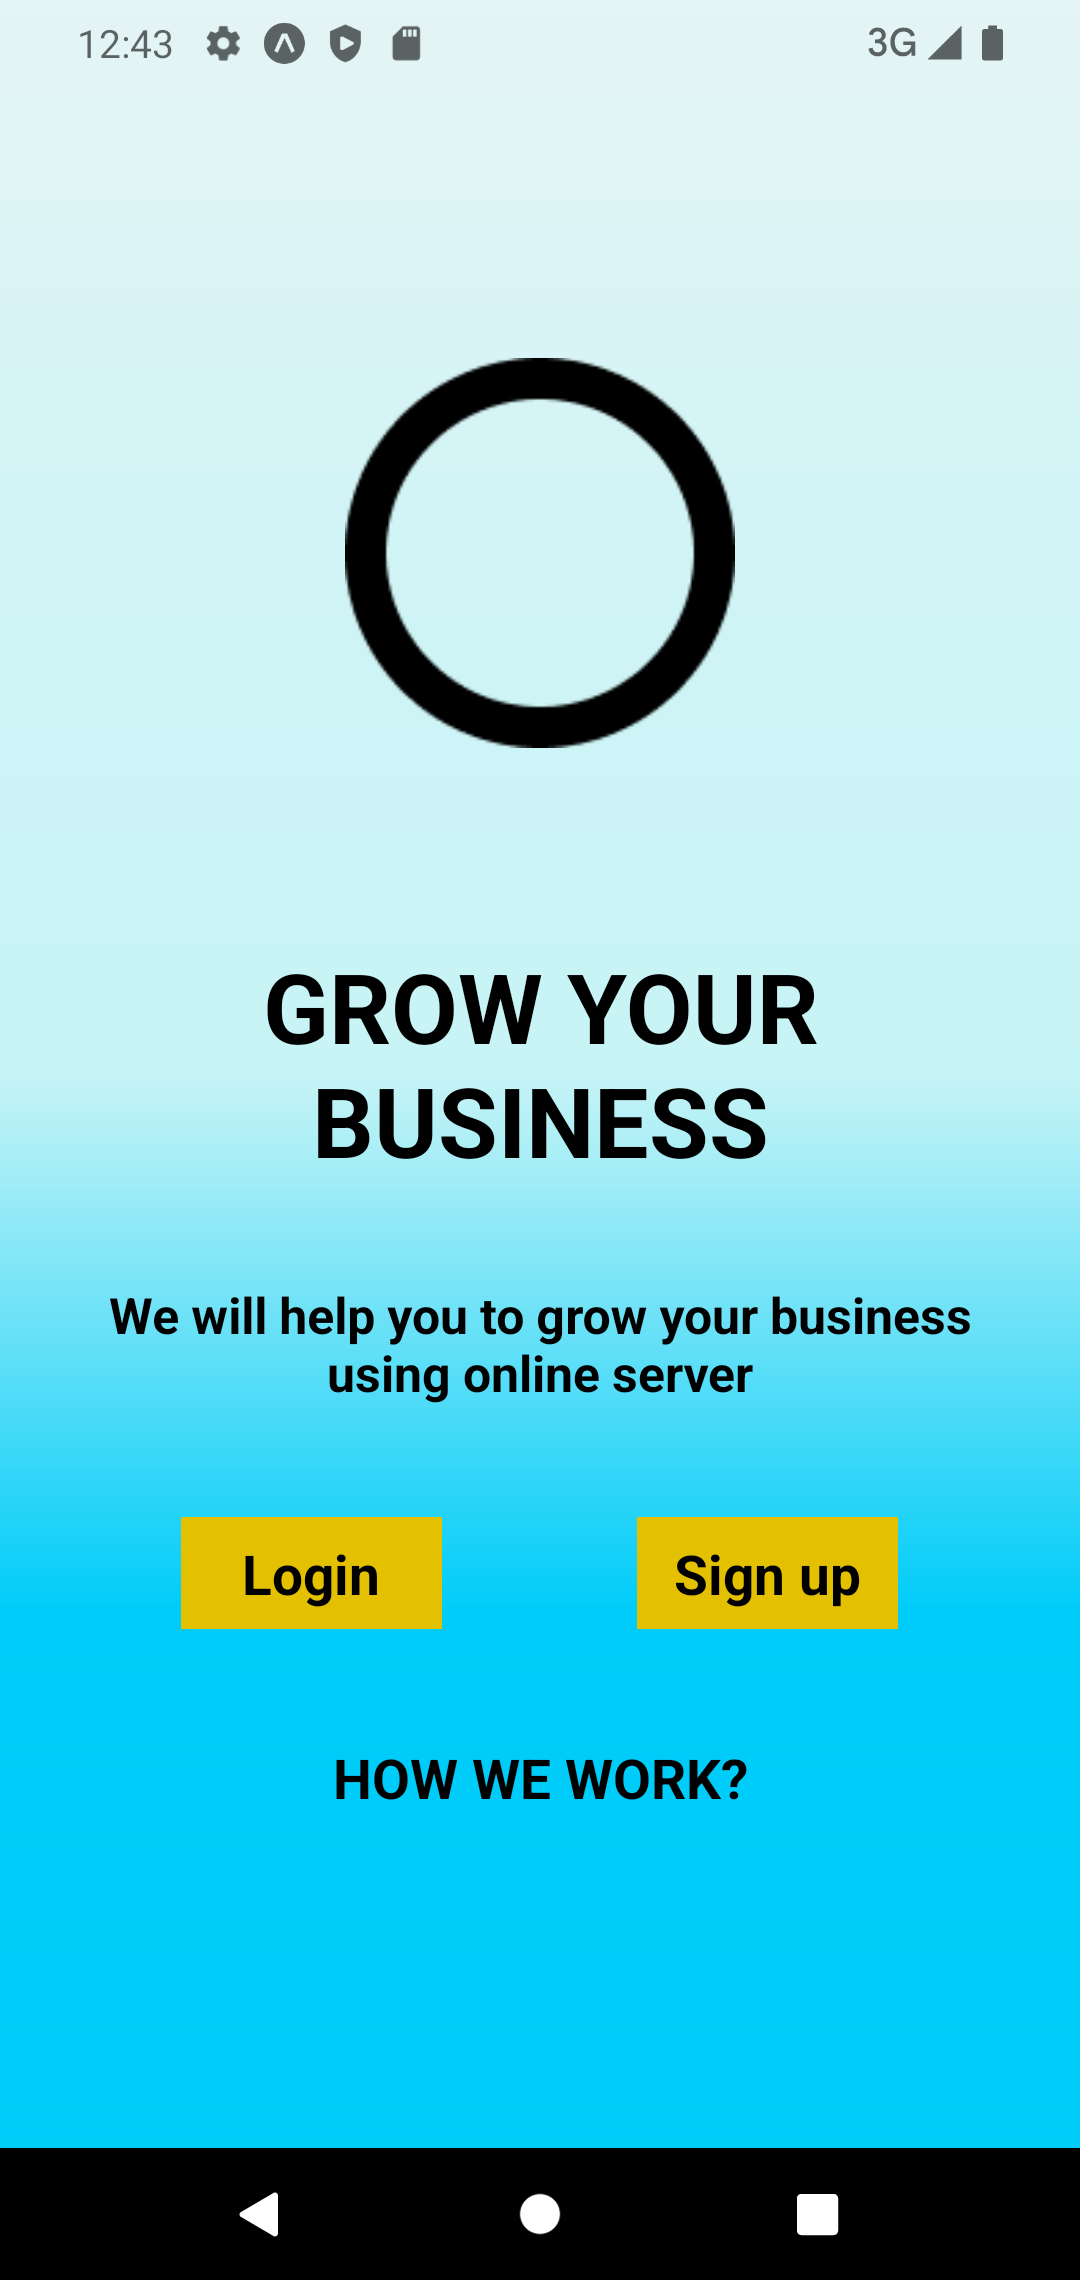 12:43 3G
GROW YOUR
BUSINESS
We will help you to grow your business
using online server
Login Sign up
HOW WE WORK?